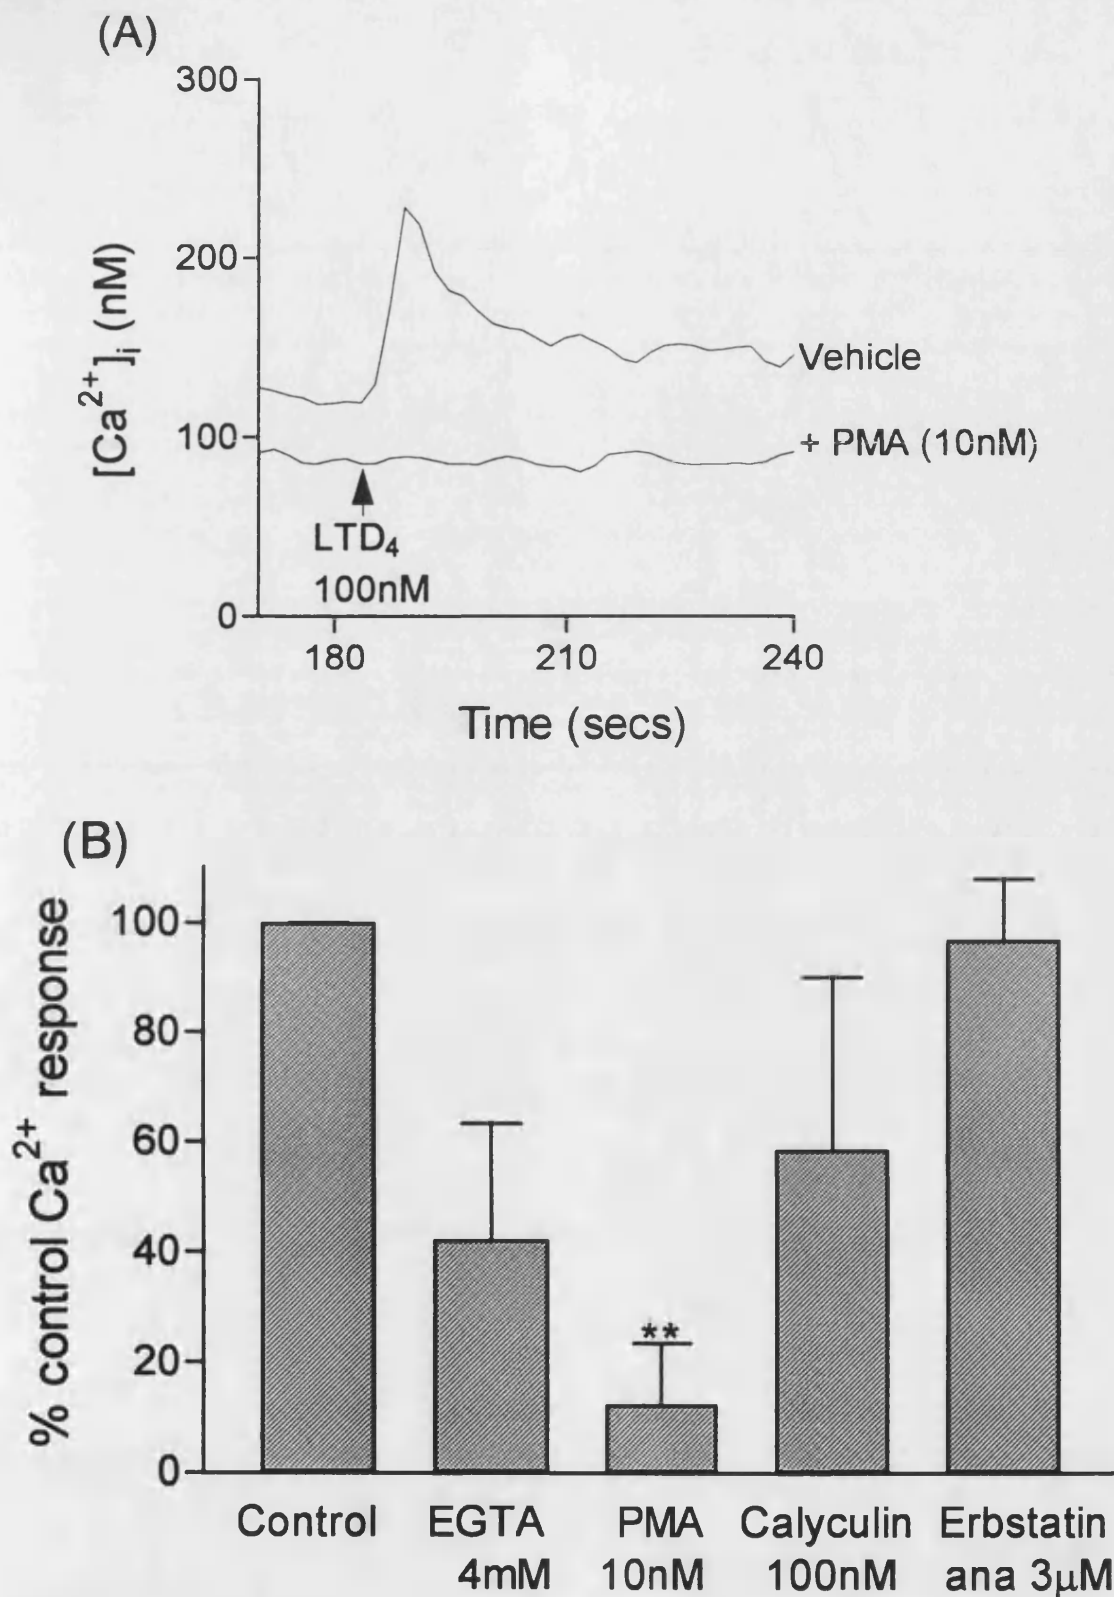 (A)
300
200
100
0
[Ca²⁺]ᵢ (nM)
Vehicle
+ PMA (10nM)
LTD₄
100nM
180 210 240
Time (secs)
(B)
100
80
60
40
20
0
% control Ca²⁺ response
**
Control EGTA PMA Calyculin Erbstatin
4mM 10nM 100nM ana 3µM